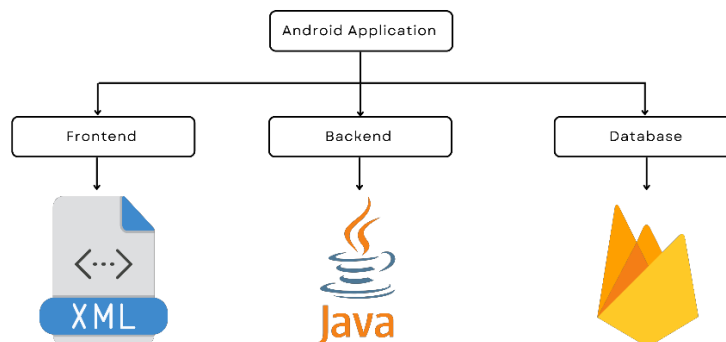 Android Application
Frontend
Backend
Database
XML
Java